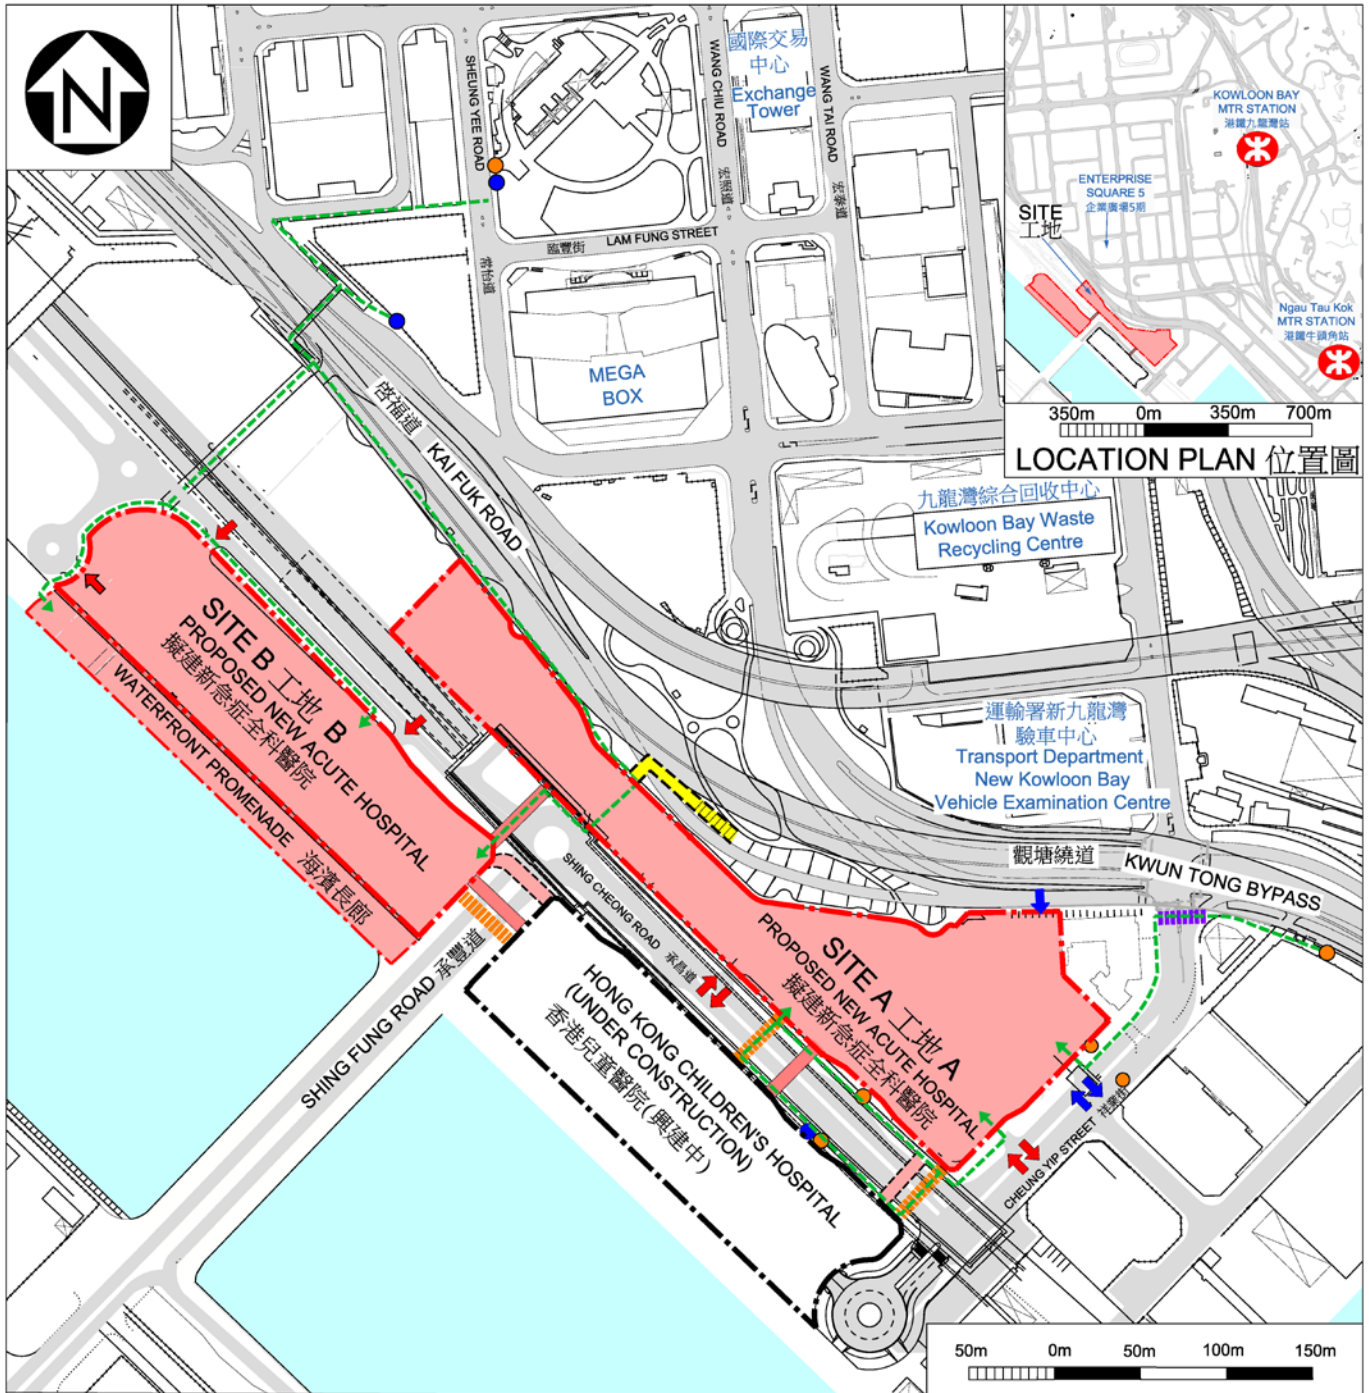 N
SHEUNG YEE ROAD
常怡道
WANG CHIU ROAD
宏照道
國際交易
中心
Exchange
Tower
WANG TAI ROAD
宏泰道
臨豐街
LAM FUNG STREET
MEGA
BOX
啓福道 KAI FUK ROAD
KOWLOON BAY
MTR STATION
港鐵九龍灣站
ENTERPRISE
SQUARE 5
企業廣場5期
SITE
工地
Ngau Tau Kok
MTR STATION
港鐵牛頭角站
350m 0m 350m 700m
LOCATION PLAN 位置圖
九龍灣綜合回收中心
Kowloon Bay Waste
Recycling Centre
SITE B 工地 B
PROPOSED NEW ACUTE HOSPITAL
擬建新急症全科醫院
WATERFRONT PROMENADE 海濱長廊
運輸署新九龍灣
驗車中心
Transport Department
New Kowloon Bay
Vehicle Examination Centre
觀塘繞道
KWUN TONG BYPASS
SITE A 工地 A
PROPOSED NEW ACUTE HOSPITAL
擬建新急症全科醫院
SHING CHEONG ROAD 承昌道
SHING FUNG ROAD 承豐道
HONG KONG CHILDREN'S HOSPITAL
(UNDER CONSTRUCTION)
香港兒童醫院(興建中)
CHEUNG YIP STREET 祥業街
50m 0m 50m 100m 150m